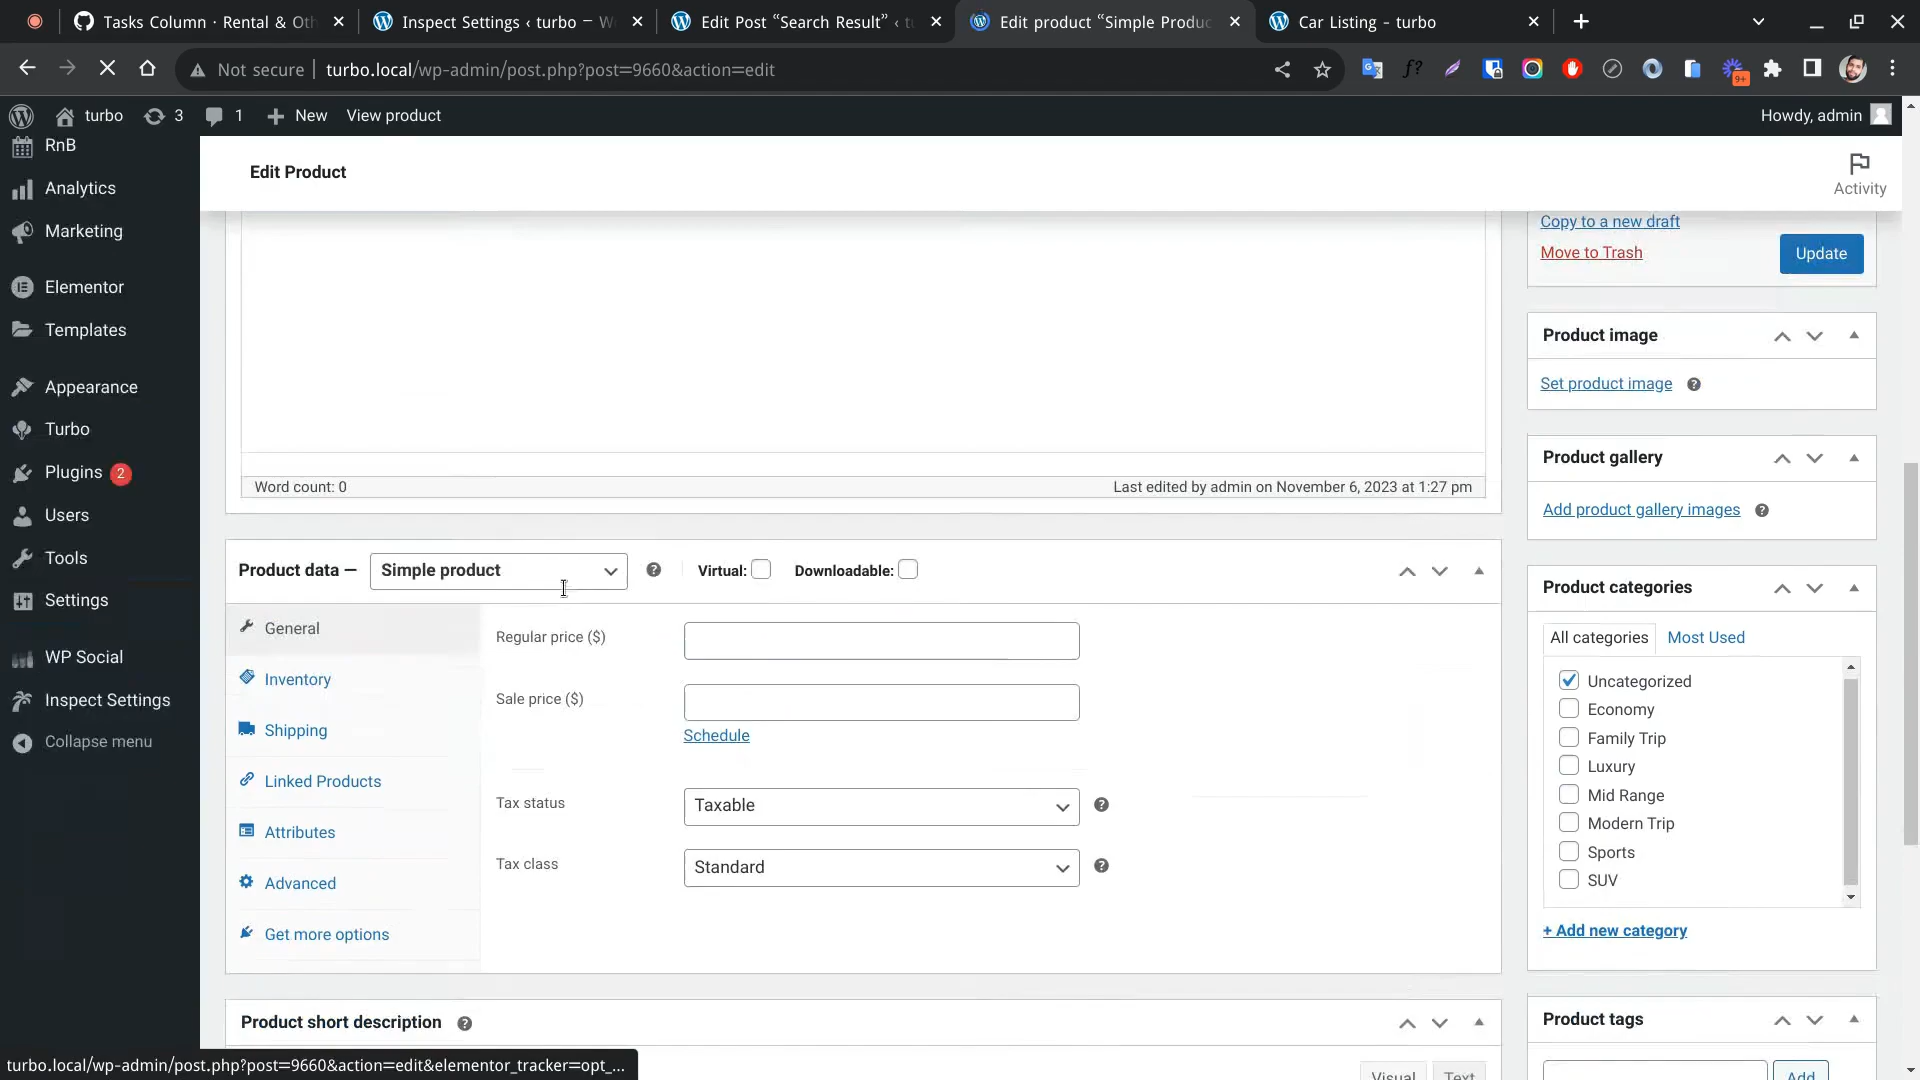 Tasks Column · Rental & Oth
Inspect Settings ‹ turbo — W
Edit Post “Search Result” ‹ tu
Edit product “Simple Produc
Car Listing – turbo
Not secure
turbo.local/wp-admin/post.php?post=9660&action=edit
f?
9+
turbo
3
1
New
View product
Howdy, admin
RnB
Analytics
Marketing
Elementor
Templates
Appearance
Turbo
Plugins 2
Users
Tools
Settings
WP Social
Inspect Settings
Collapse menu
Edit Product
Activity
Word count: 0
Last edited by admin on November 6, 2023 at 1:27 pm
Product data —
Simple product
Virtual:
Downloadable:
General
Inventory
Shipping
Linked Products
Attributes
Advanced
Get more options
Regular price ($)
Sale price ($)
Schedule
Tax status
Taxable
Tax class
Standard
Product short description
Visual
Text
Copy to a new draft
Move to Trash
Update
Product image
Set product image
Product gallery
Add product gallery images
Product categories
All categories
Most Used
Uncategorized
Economy
Family Trip
Luxury
Mid Range
Modern Trip
Sports
SUV
+ Add new category
Product tags
Add
turbo.local/wp-admin/post.php?post=9660&action=edit&elementor_tracker=opt_...